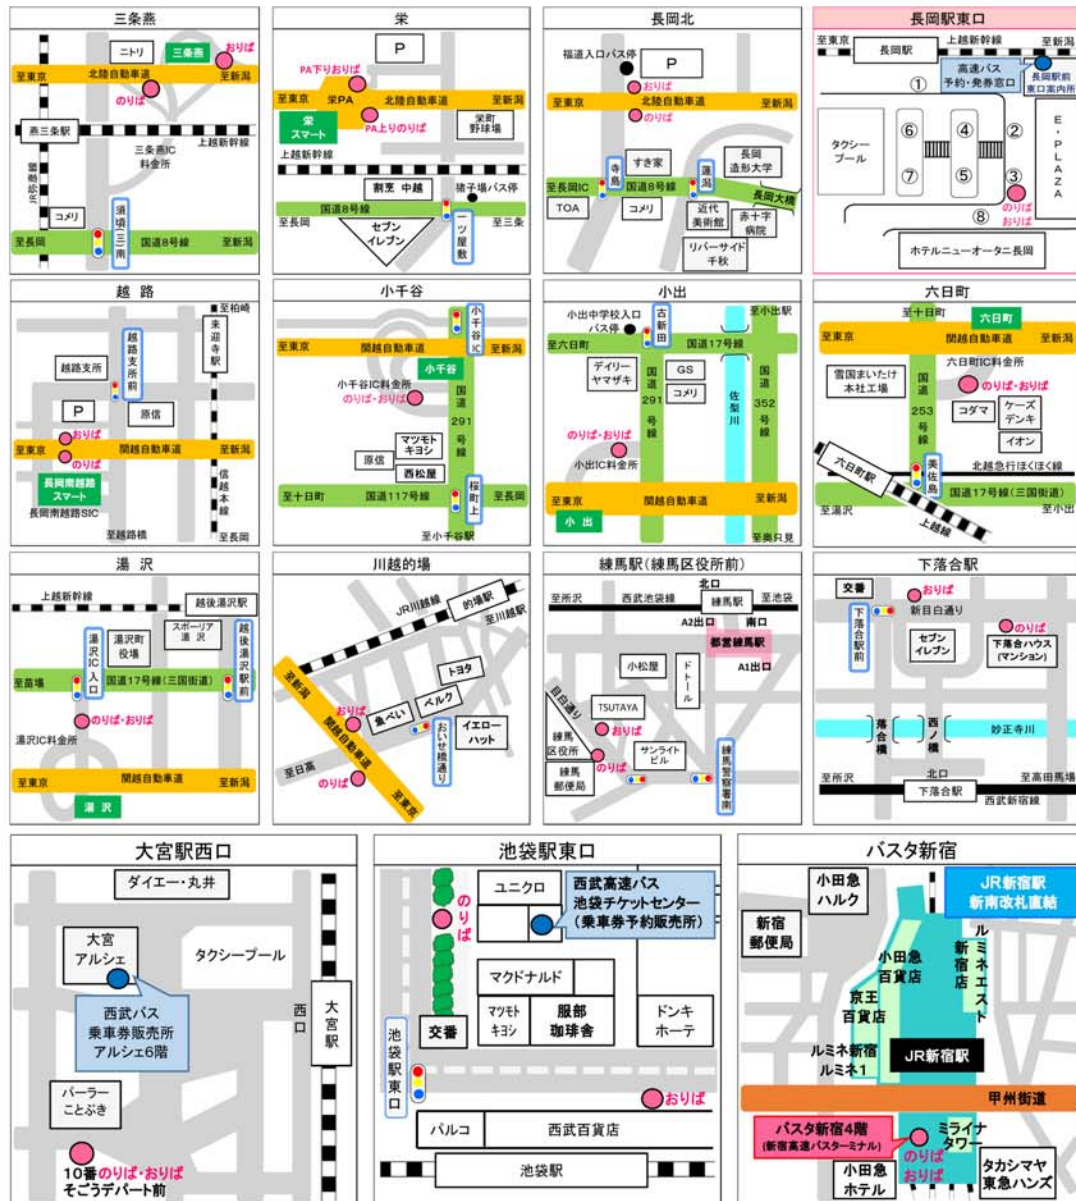 三条燕
ニトリ
三条燕
おりば
至東京
北陸自動車道
至新潟
のりば
燕三条駅
上越新幹線
三条燕IC
料金所
JR弥彦線
コメリ
須頃(三)南
至長岡
国道8号線
至新潟
栄
P
PA下りおりば
至東京
栄PA
北陸自動車道
至新潟
栄
スマート
PA上りのりば
栄町
野球場
上越新幹線
割烹 中越
猪子場バス停
国道8号線
至長岡
至三条
セブン
イレブン
一ツ屋敷
長岡北
福道入口バス停
P
おりば
至東京
北陸自動車道
至新潟
のりば
寺島
すき家
蓮潟
長岡
造形大学
至長岡IC
国道8号線
長岡大橋
TOA
コメリ
近代
美術館
赤十字
病院
リバーサイド
千秋
長岡駅東口
至東京
上越新幹線
至新潟
長岡駅
高速バス
予約・発券窓口
長岡駅前
東口案内所
①
タクシー
プール
⑥
④
②
⑦
⑤
③
E・PLAZA
のりば
おりば
⑧
ホテルニューオータニ長岡
越 路
至柏崎
来迎寺駅
越路支所前
越路支所
P
原信
おりば
至東京
関越自動車道
至新潟
のりば
長岡南越路
スマート
長岡南越路SIC
信越本線
至越路橋
至長岡
小千谷
小千谷IC
至東京
関越自動車道
至新潟
小千谷
小千谷IC料金所
のりば・おりば
国道291号線
マツモト
キヨシ
原信
西松屋
桜町上
至十日町
国道117号線
至長岡
至小千谷駅
小出
小出中学校入口
バス停
古新田
至小出駅
至六日町
国道17号線
デイリー
ヤマザキ
国道291号線
GS
コメリ
佐梨川
国道352号線
のりば・おりば
小出IC料金所
至東京
関越自動車道
至新潟
小 出
至奥只見
六日町
至十日町
六日町
至東京
関越自動車道
至新潟
六日町IC料金所
雪国まいたけ
本社工場
国道253号線
のりば・おりば
コダマ
ケーズ
デンキ
イオン
六日町駅
美佐島
北越急行ほくほく線
国道17号線(三国街道)
至湯沢
上越線
至小出
湯 沢
上越新幹線
越後湯沢駅
湯沢IC入口
湯沢町
役場
スポーリア
湯 沢
越後湯沢駅前
至苗場
国道17号線(三国街道)
のりば・おりば
湯沢IC料金所
至東京
関越自動車道
至新潟
湯 沢
川越的場
JR川越線
的場駅
至川越駅
至新潟
トヨタ
ベルク
魚べい
おりば
イエロー
ハット
関越自動車道
おいせ橋通り
至日高
のりば
至東京
練馬駅(練馬区役所前)
北口
至所沢
西武池袋線
練馬駅
至池袋
A2出口
南口
都営練馬駅
A1出口
小松屋
ドトール
目白通り
TSUTAYA
おりば
練馬
区役所
のりば
サンライト
ビル
練馬
郵便局
練馬警察署南
下落合駅
交番
おりば
新目白通り
下落合駅前
セブン
イレブン
のりば
下落合ハウス
(マンション)
落合橋
西ノ橋
妙正寺川
至所沢
北口
至高田馬場
下落合駅
西武新宿線
大宮駅西口
ダイエー・丸井
大宮
アルシェ
タクシープール
西武バス
乗車券販売所
アルシェ6階
西口
大宮駅
パーラー
ことぶき
10番のりば・おりば
そごうデパート前
池袋駅東口
のりば
ユニクロ
西武高速バス
池袋チケットセンター
(乗車券予約販売所)
マクドナルド
交番
マツモト
キヨシ
服部
珈琲舎
ドンキ
ホーテ
池袋駅東口
おりば
パルコ
西武百貨店
池袋駅
バスタ新宿
小田急
ハルク
JR新宿駅
新南改札直結
新宿
郵便局
小田急
百貨店
ルミネエスト
新宿店
京王
百貨店
ルミネ新宿
ルミネ1
JR新宿駅
甲州街道
バスタ新宿4階
(新宿高速バスターミナル)
ミライナ
タワー
のりば
おりば
小田急
ホテル
タカシマヤ
東急ハンズ